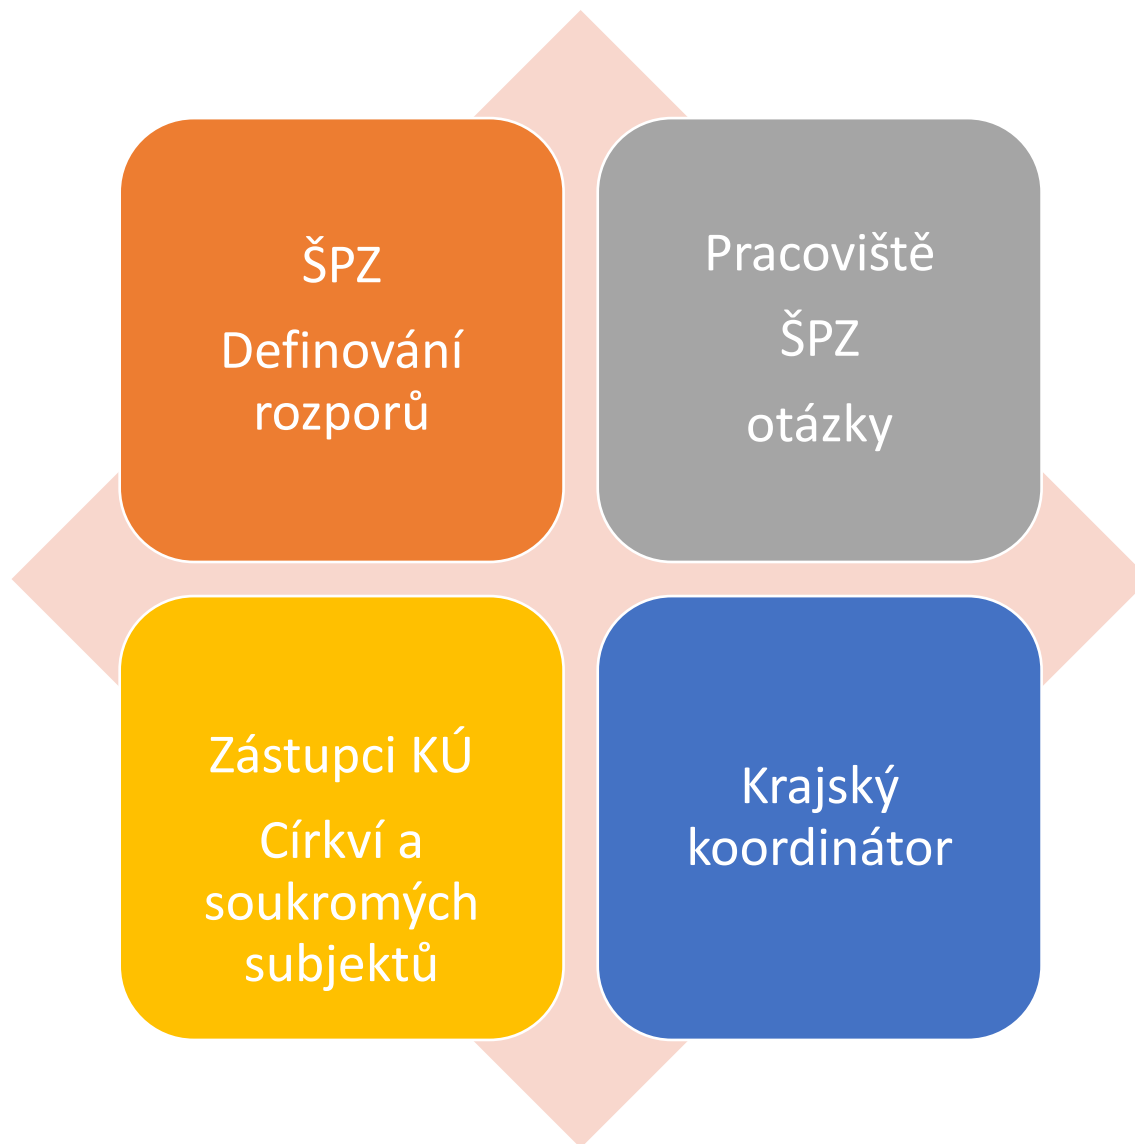 ŠPZ
Definování
rozporů
Pracoviště
ŠPZ
otázky
Zástupci KÚ
Církví a
soukromých
subjektů
Krajský
koordinátor